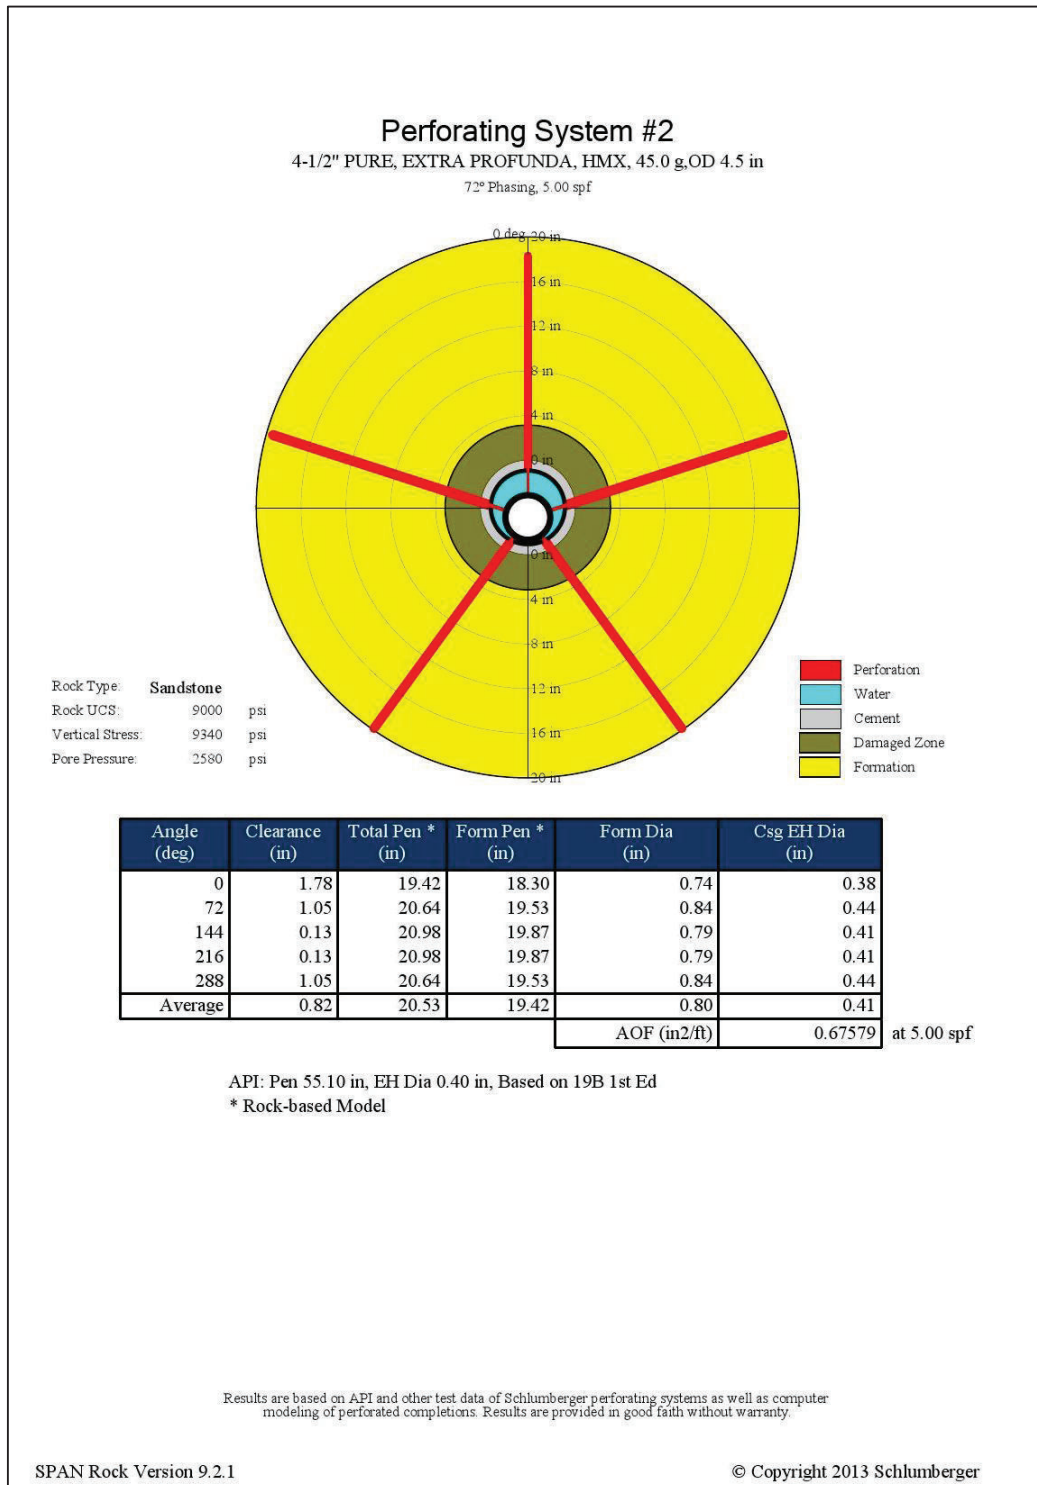 Perforating System #2
4-1/2" PURE, EXTRA PROFUNDA, HMX, 45.0 g,OD 4.5 in
72º Phasing, 5.00 spf
0 deg 20 in
16 in
12 in
8 in
4 in
0 in
0 in
4 in
8 in
12 in
16 in
20 in
Rock Type: Sandstone
Rock UCS: 9000 psi
Vertical Stress: 9340 psi
Pore Pressure: 2580 psi
Perforation
Water
Cement
Damaged Zone
Formation
Angle (deg) Clearance (in) Total Pen * (in) Form Pen * (in) Form Dia (in) Csg EH Dia (in)
0 1.78 19.42 18.30 0.74 0.38
72 1.05 20.64 19.53 0.84 0.44
144 0.13 20.98 19.87 0.79 0.41
216 0.13 20.98 19.87 0.79 0.41
288 1.05 20.64 19.53 0.84 0.44
Average 0.82 20.53 19.42 0.80 0.41
AOF (in2/ft) 0.67579 at 5.00 spf
API: Pen 55.10 in, EH Dia 0.40 in, Based on 19B 1st Ed
* Rock-based Model
Results are based on API and other test data of Schlumberger perforating systems as well as computer
modeling of perforated completions. Results are provided in good faith without warranty.
SPAN Rock Version 9.2.1
© Copyright 2013 Schlumberger